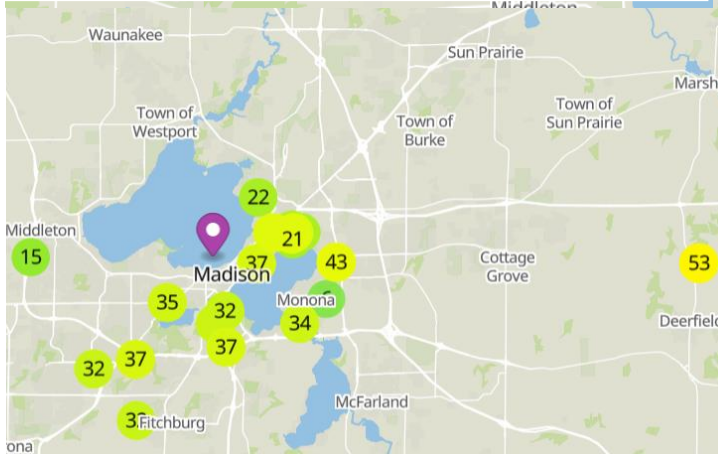 Middleton
Waunakee
Sun Prairie
Marsh
Town of
Westport
Town of
Burke
Town of
Sun Prairie
22
21
Middleton
15
37
43
53
Madison
Cottage
Grove
35
32
Monona
6
34
Deerfield
37
37
32
Fitchburg
McFarland
ona